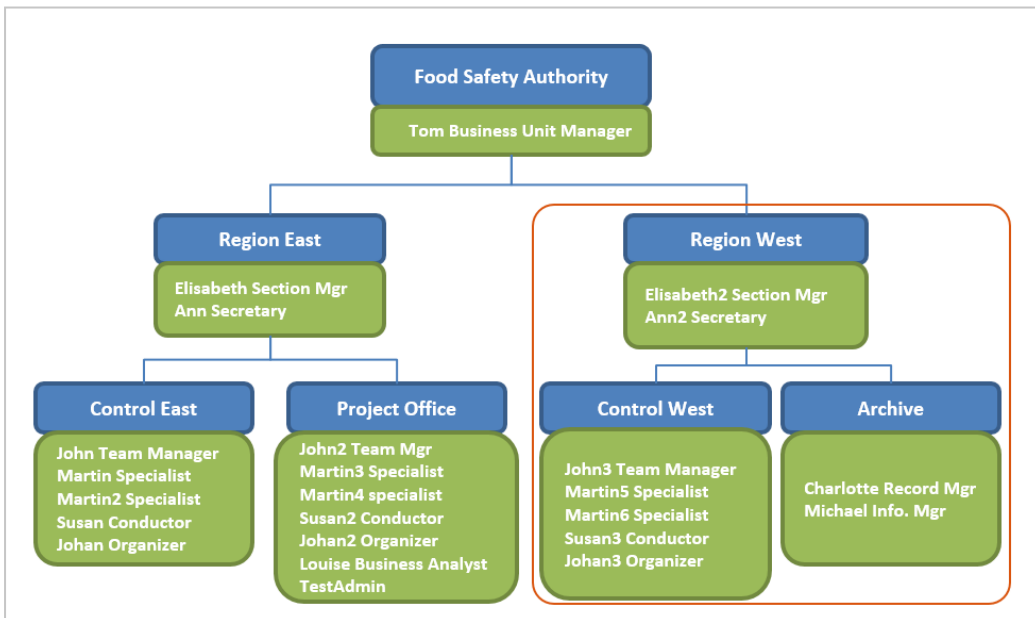 Food Safety Authority
Tom Business Unit Manager
Region East
Elisabeth Section Mgr
Ann Secretary
Region West
Elisabeth2 Section Mgr
Ann2 Secretary
Control East
John Team Manager
Martin Specialist
Martin2 Specialist
Susan Conductor
Johan Organizer
Project Office
John2 Team Mgr
Martin3 Specialist
Martin4 specialist
Susan2 Conductor
Johan2 Organizer
Louise Business Analyst
TestAdmin
Control West
John3 Team Manager
Martin5 Specialist
Martin6 Specialist
Susan3 Conductor
Johan3 Organizer
Archive
Charlotte Record Mgr
Michael Info. Mgr